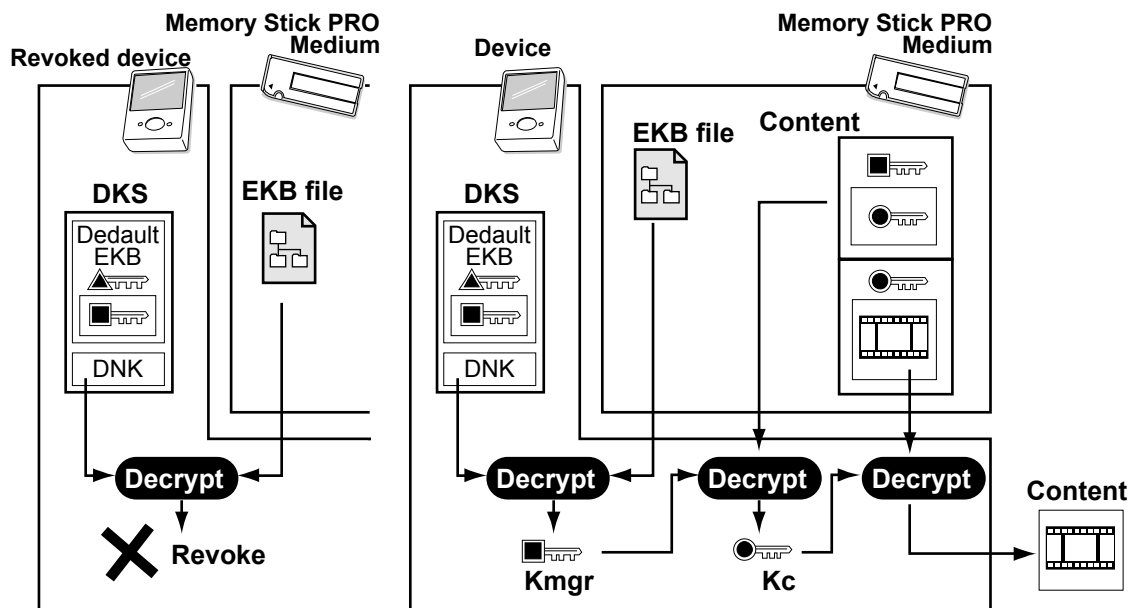 Memory Stick PRO
Medium
Revoked device
DKS
Dedault
EKB
DNK
EKB file
Decrypt
Revoke
Device
Memory Stick PRO
Medium
EKB file
Content
DKS
Dedault
EKB
DNK
Decrypt
Decrypt
Decrypt
Kmgr
Kc
Content